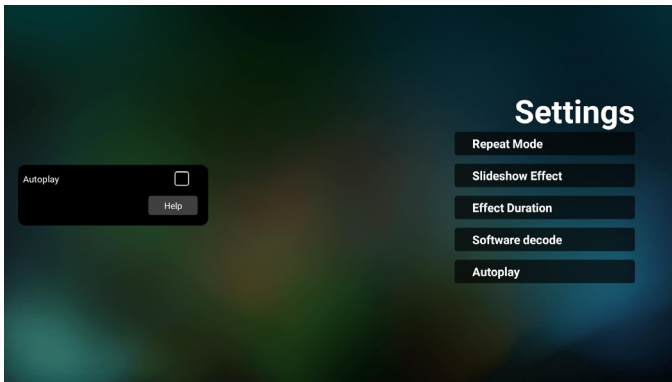 Settings
Repeat Mode
Slideshow Effect
Effect Duration
Software decode
Autoplay
Autoplay
Help